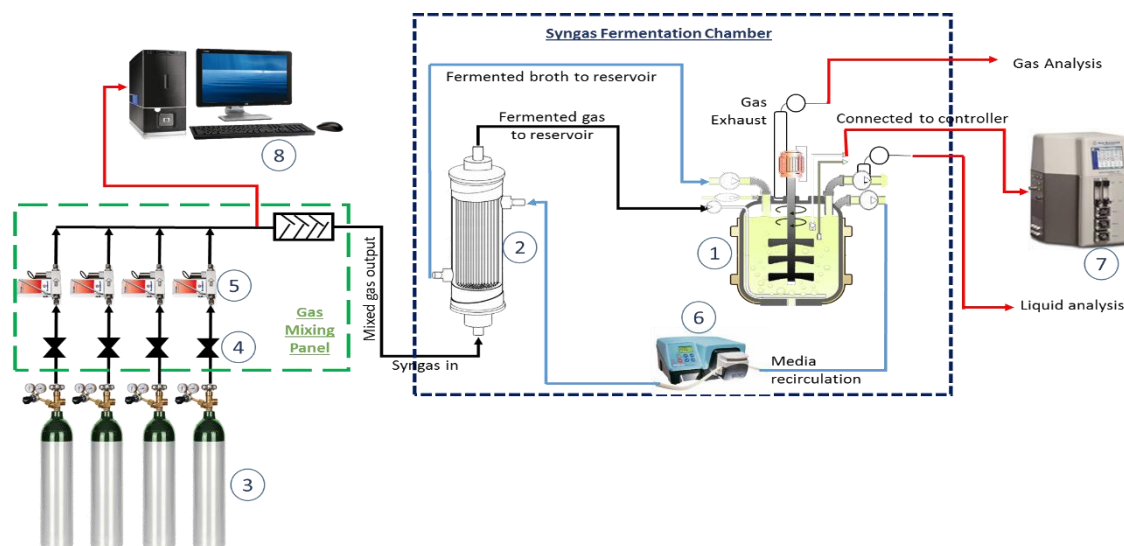 Syngas Fermentation Chamber
Fermented broth to reservoir
Gas Analysis
Fermented gas
to reservoir
Gas
Exhaust
Connected to controller
8
2
1
7
5
Mixed gas output
Gas
Mixing
Panel
4
6
Liquid analysis
Syngas in
Media
recirculation
3